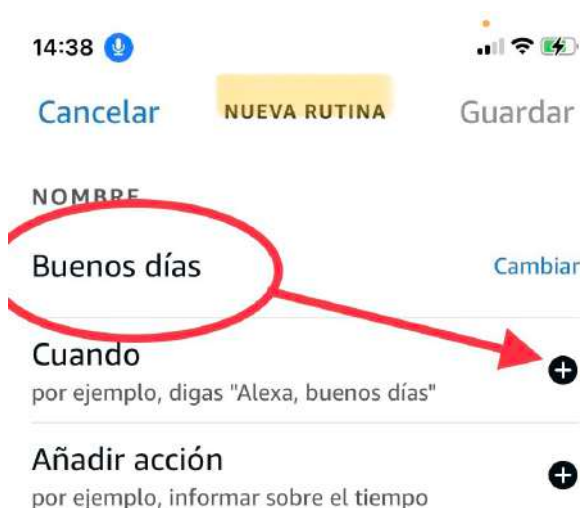 14:38
Cancelar NUEVA RUTINA Guardar
NOMBRE
Buenos días Cambiar
Cuando
por ejemplo, digas "Alexa, buenos días"
Añadir acción
por ejemplo, informar sobre el tiempo